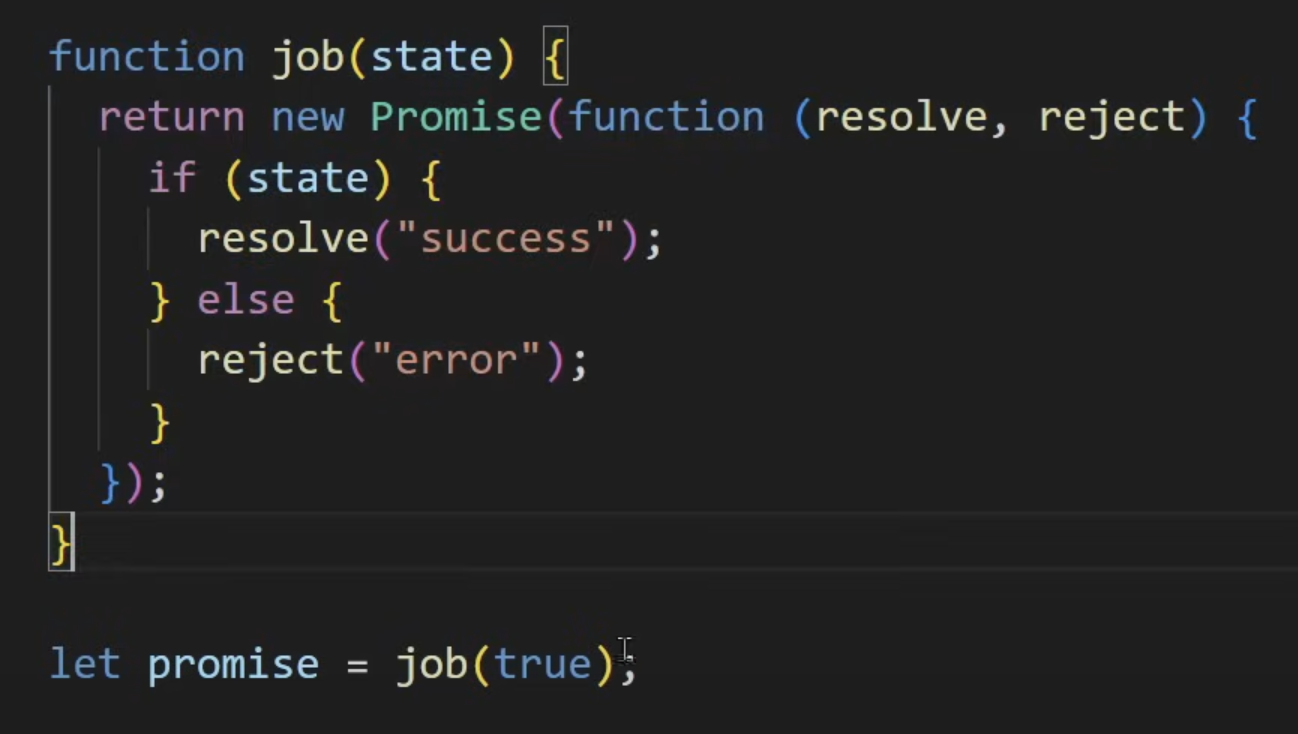 function job(state) {
  return new Promise(function (resolve, reject) {
    if (state) {
      resolve("success");
    } else {
      reject("error");
    }
  });
}
let promise = job(true);